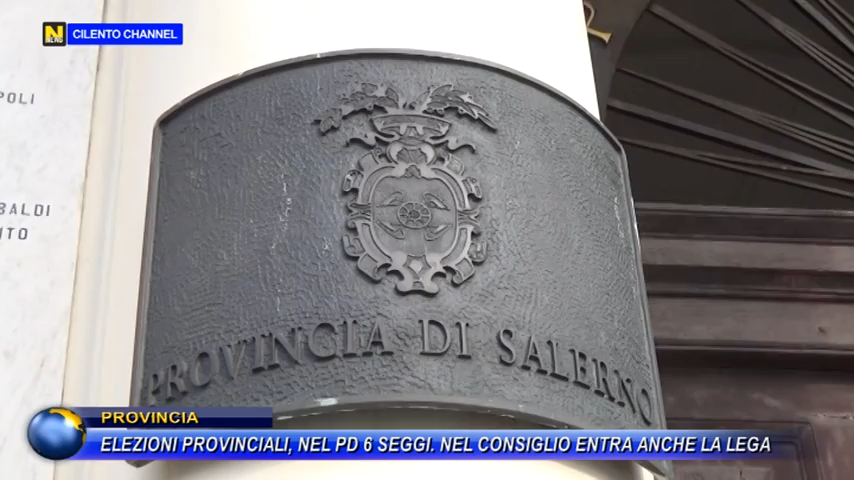 CILENTO CHANNEL
POLI
BALDI
NTO
PROVINCIA DI SALERNO
PROVINCIA
ELEZIONI PROVINCIALI, NEL PD 6 SEGGI. NEL CONSIGLIO ENTRA ANCHE LA LEGA